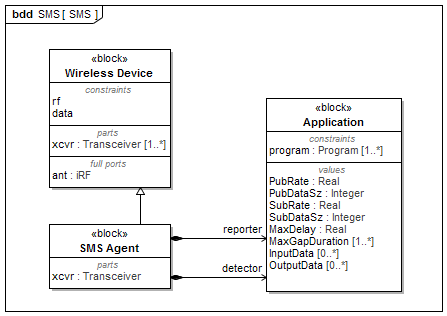 bdd SMS [ SMS ]
«block»
Wireless Device
constraints
rf
data
parts
xcvr : Transceiver [1..*]
full ports
ant : iRF
«block»
SMS Agent
parts
xcvr : Transceiver
reporter
detector
«block»
Application
constraints
program : Program [1..*]
values
PubRate : Real
PubDataSz : Integer
SubRate : Real
SubDataSz : Integer
MaxDelay : Real
MaxGapDuration [1..*]
InputData [0..*]
OutputData [0..*]